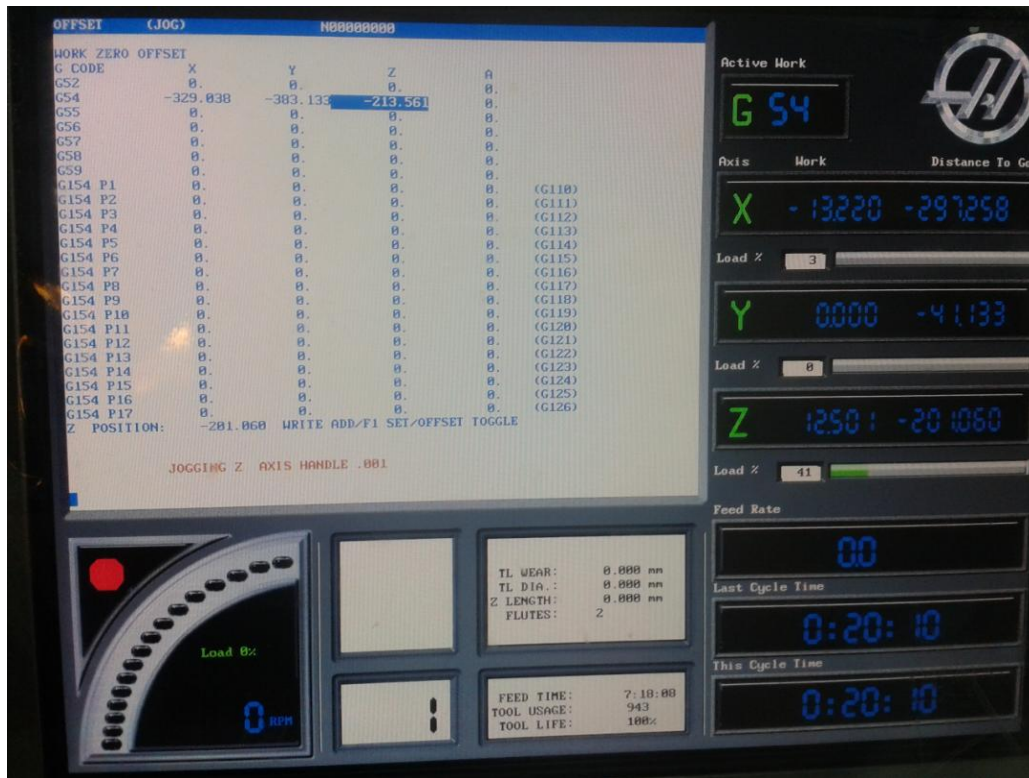 OFFSET (JOG) N00000000
WORK ZERO OFFSET
G CODE X Y Z A
G52 0. 0. 0. 0.
G54 -329.038 -383.133 -213.561 0.
G55 0. 0. 0. 0.
G56 0. 0. 0. 0.
G57 0. 0. 0. 0.
G58 0. 0. 0. 0.
G59 0. 0. 0. 0.
G154 P1 0. 0. 0. 0. (G110)
G154 P2 0. 0. 0. 0. (G111)
G154 P3 0. 0. 0. 0. (G112)
G154 P4 0. 0. 0. 0. (G113)
G154 P5 0. 0. 0. 0. (G114)
G154 P6 0. 0. 0. 0. (G115)
G154 P7 0. 0. 0. 0. (G116)
G154 P8 0. 0. 0. 0. (G117)
G154 P9 0. 0. 0. 0. (G118)
G154 P10 0. 0. 0. 0. (G119)
G154 P11 0. 0. 0. 0. (G120)
G154 P12 0. 0. 0. 0. (G121)
G154 P13 0. 0. 0. 0. (G122)
G154 P14 0. 0. 0. 0. (G123)
G154 P15 0. 0. 0. 0. (G124)
G154 P16 0. 0. 0. 0. (G125)
G154 P17 0. 0. 0. 0. (G126)
Z POSITION: -201.060 WRITE ADD/F1 SET/OFFSET TOGGLE
JOGGING Z AXIS HANDLE .001
Active Work
G 54
Axis Work Distance To Go
X -13.220 -297.258
Load % 3
Y 0.000 -41.133
Load % 0
Z 12.501 -201.060
Load % 41
Feed Rate
0.0
Last Cycle Time
0:20:10
This Cycle Time
0:20:10
Load 0%
0 RPM
1
TL WEAR: 0.000 mm
TL DIA.: 0.000 mm
Z LENGTH: 0.000 mm
FLUTES: 2
FEED TIME: 7:18:08
TOOL USAGE: 943
TOOL LIFE: 100%